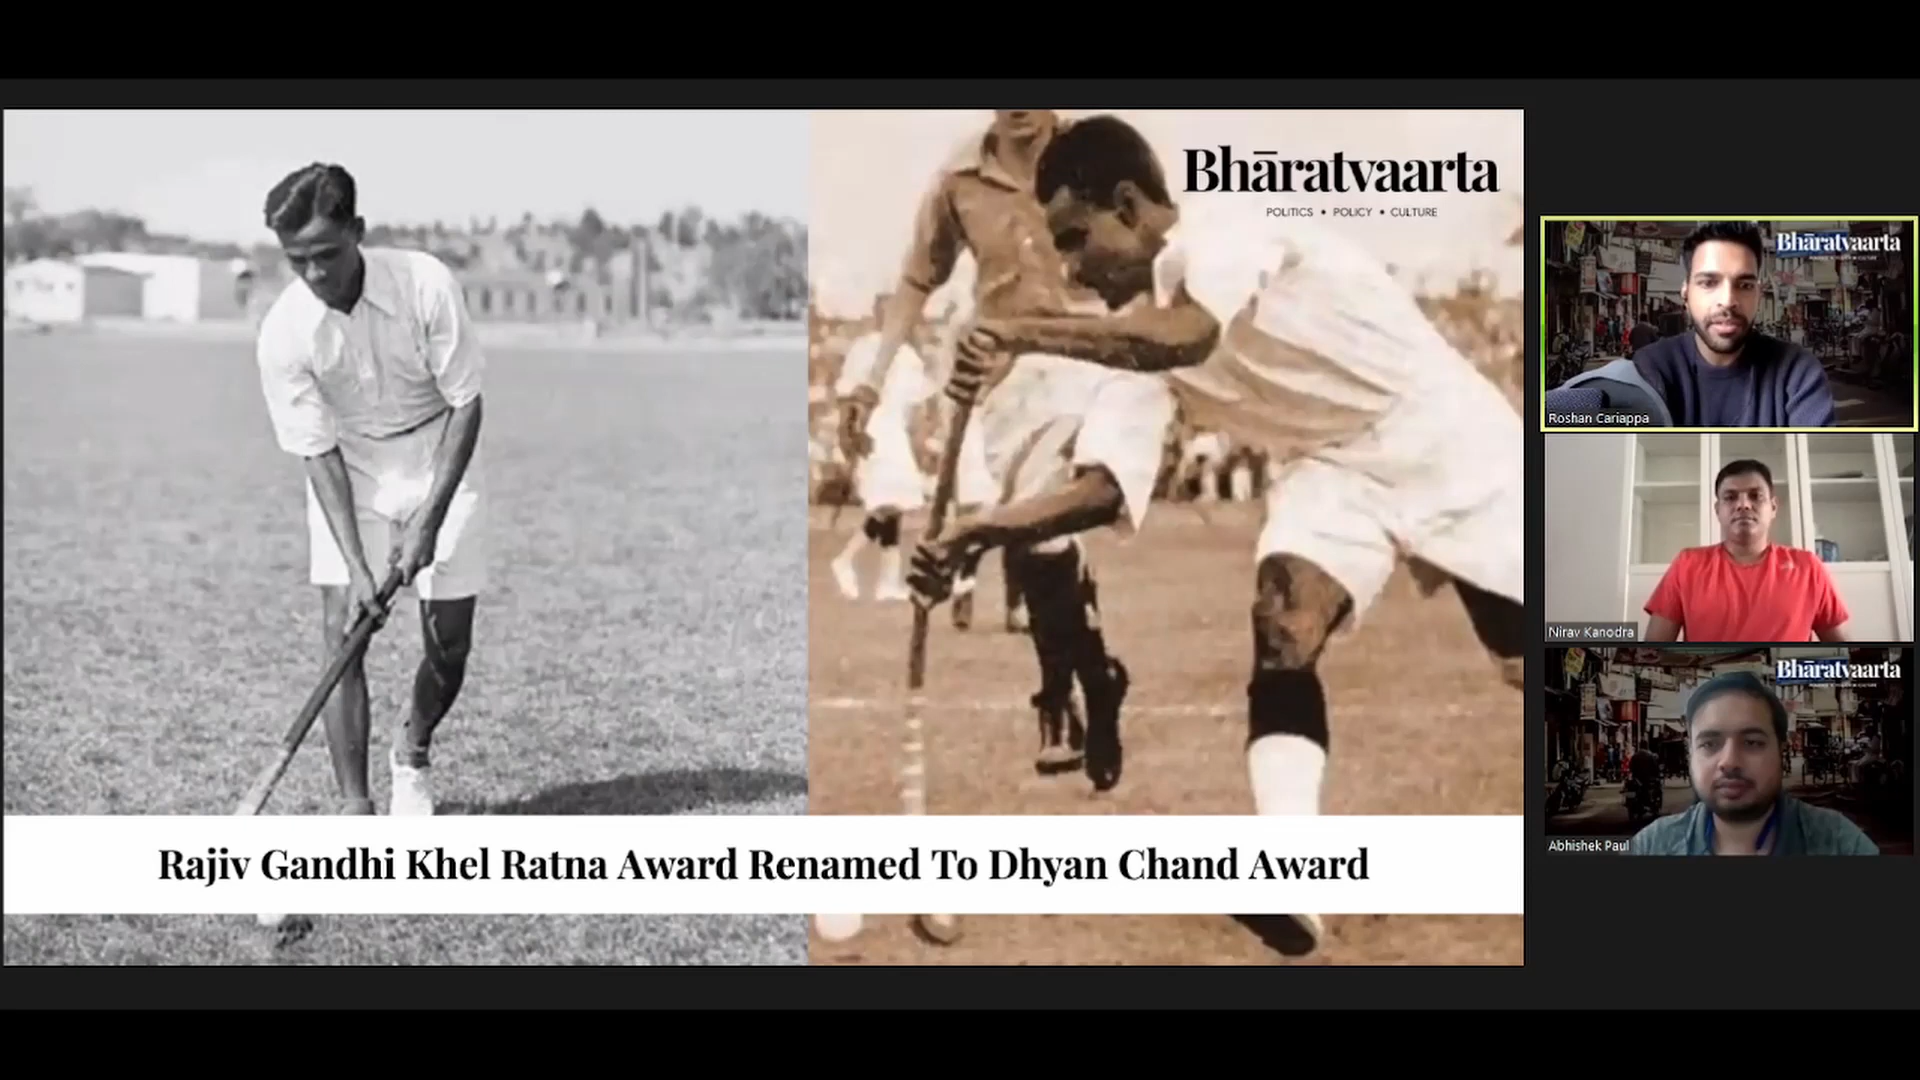 Bhāratvaarta
POLITICS • POLICY • CULTURE
Rajiv Gandhi Khel Ratna Award Renamed To Dhyan Chand Award
Bhāratvaarta
Roshan Cariappa
Nirav Kanodra
Bhāratvaarta
Abhishek Paul